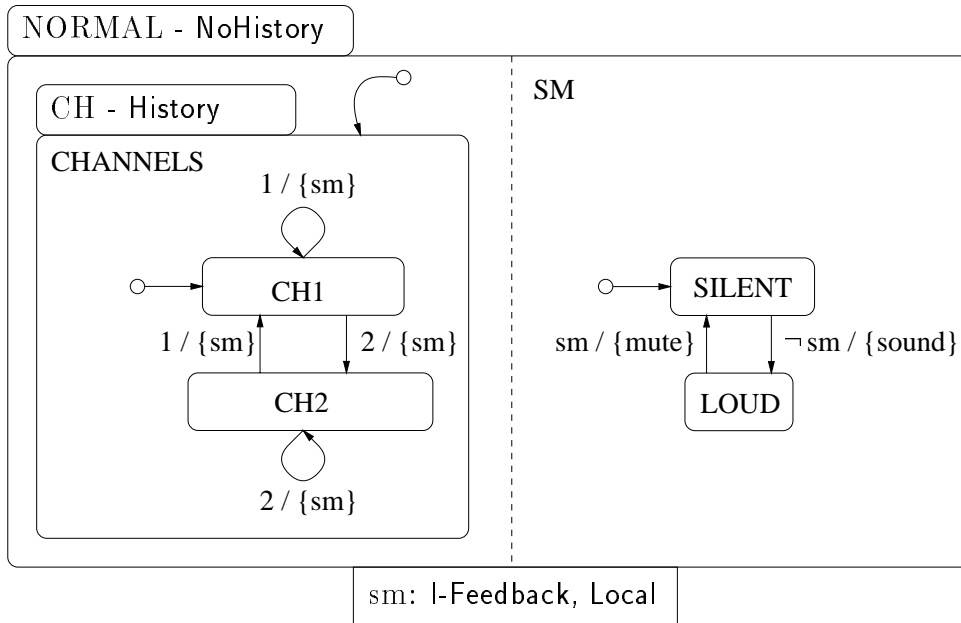 NORMAL - NoHistory
SM
CH - History
CHANNELS
1 / {sm}
CH1
1 / {sm}
2 / {sm}
CH2
2 / {sm}
SILENT
sm / {mute}
¬ sm / {sound}
LOUD
sm: I-Feedback, Local